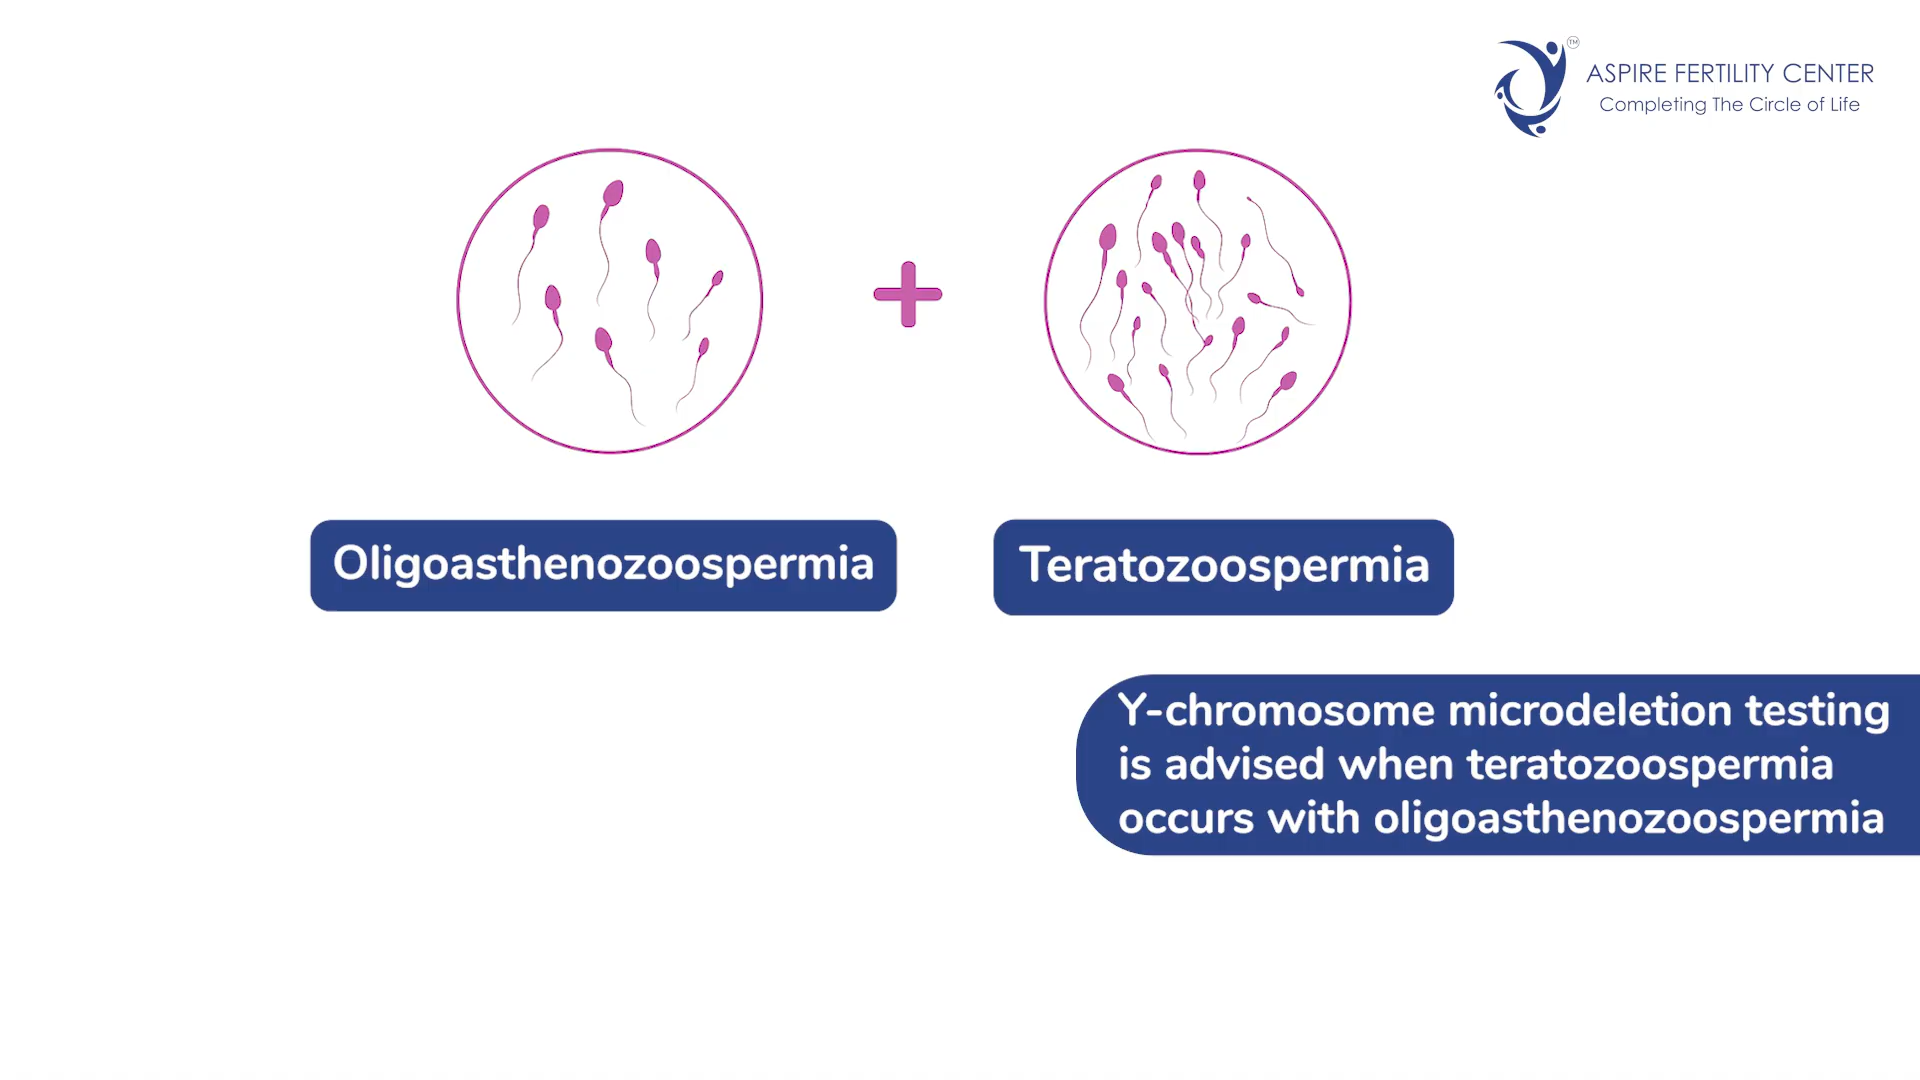 TM
ASPIRE FERTILITY CENTER
Completing The Circle of Life
Oligoasthenozoospermia
Teratozoospermia
Y-chromosome microdeletion testing
is advised when teratozoospermia
occurs with oligoasthenozoospermia